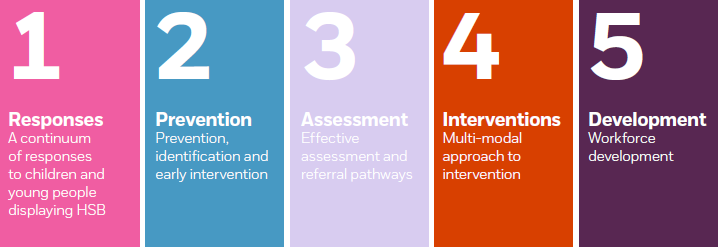 1
Responses
A continuum
of responses
to children and
young people
displaying HSB
2
Prevention
Prevention,
identification and
early intervention
3
Assessment
Effective
assessment and
referral pathways
4
Interventions
Multi-modal
approach to
intervention
5
Development
Workforce
development